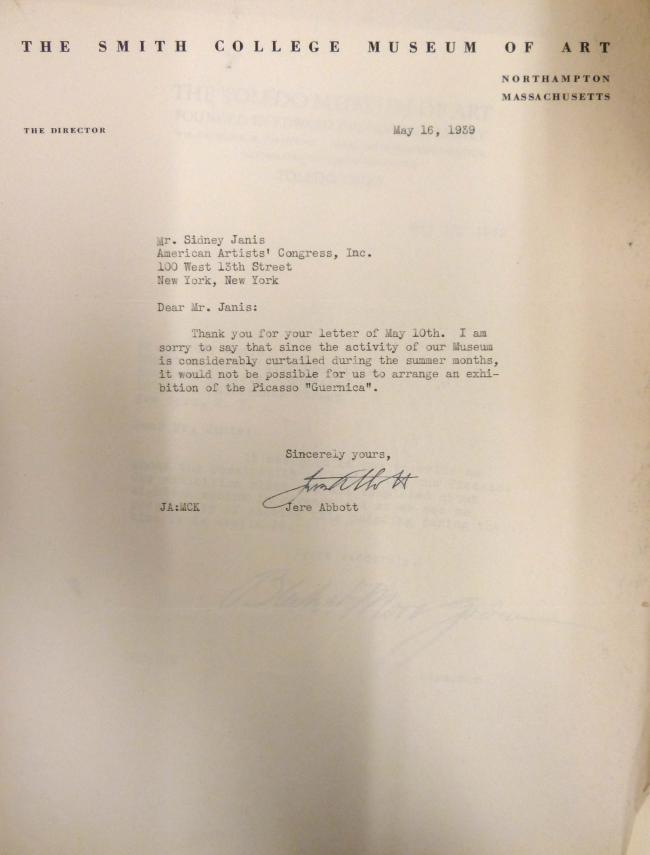 THE SMITH COLLEGE MUSEUM OF ART
NORTHAMPTON
MASSACHUSETTS
THE DIRECTOR
May 16, 1939
Mr. Sidney Janis
American Artists' Congress, Inc.
100 West 13th Street
New York, New York
Dear Mr. Janis:
Thank you for your letter of May 10th. I am
sorry to say that since the activity of our Museum
is considerably curtailed during the summer months,
it would not be possible for us to arrange an exhi-
bition of the Picasso "Guernica".
Sincerely yours,
Jere Abbott
JA:MCK
Jere Abbott